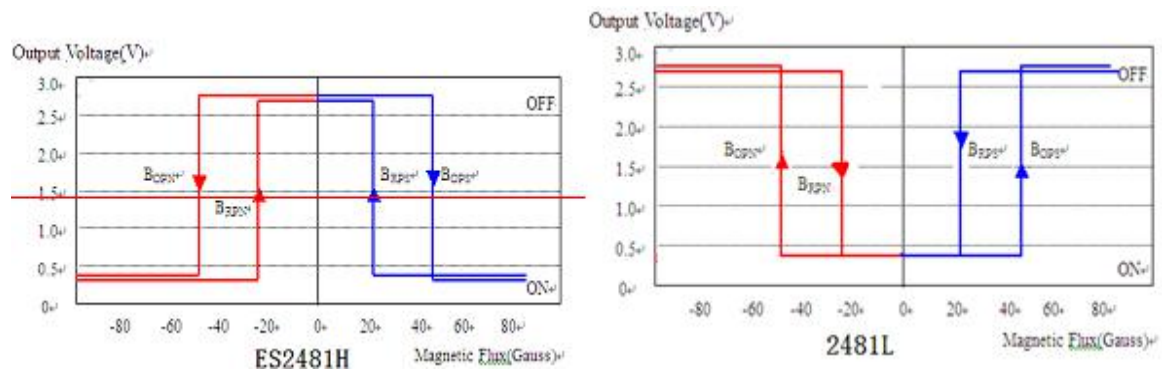 Output Voltage(V)
3.0
2.5
2.0
1.5
1.0
0.5
0
OFF
ON
BOPN
BRPN
BRPS
BOPS
-80 -60 -40 -20 0 20 40 60 80
ES2481H
Magnetic Flux(Gauss)
Output Voltage(V)
3.0
2.5
2.0
1.5
1.0
0.5
0
OFF
ON
BOPN
BRPN
BRPS
BOPS
-80 -60 -40 -20 0 20 40 60 80
2481L
Magnetic Flux(Gauss)